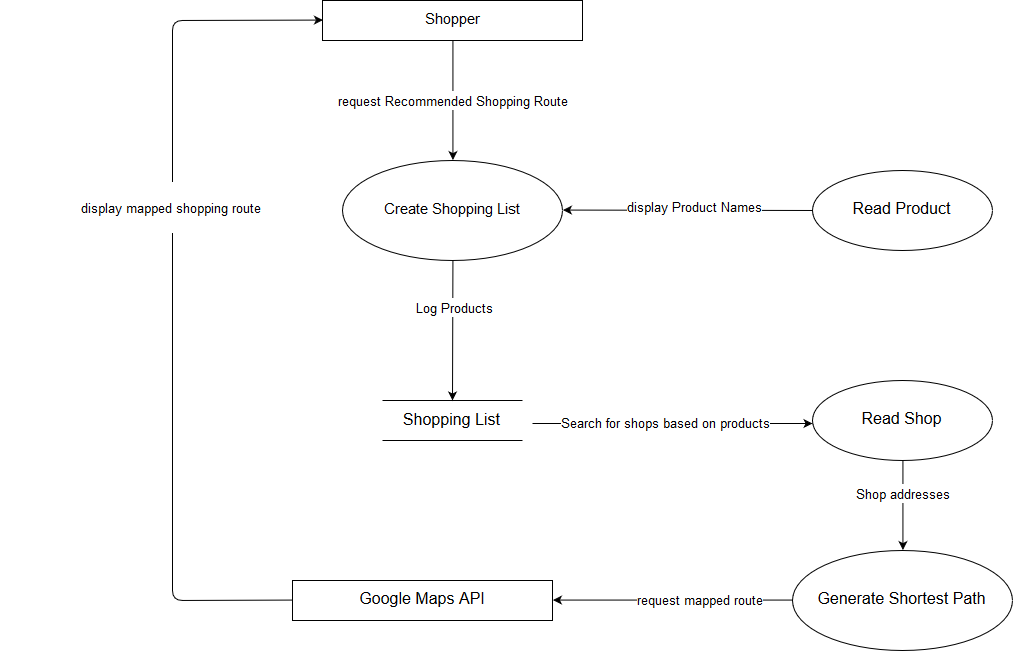 Shopper
request Recommended Shopping Route
display mapped shopping route
Create Shopping List
display Product Names
Read Product
Log Products
Shopping List
Search for shops based on products
Read Shop
Shop addresses
Google Maps API
request mapped route
Generate Shortest Path